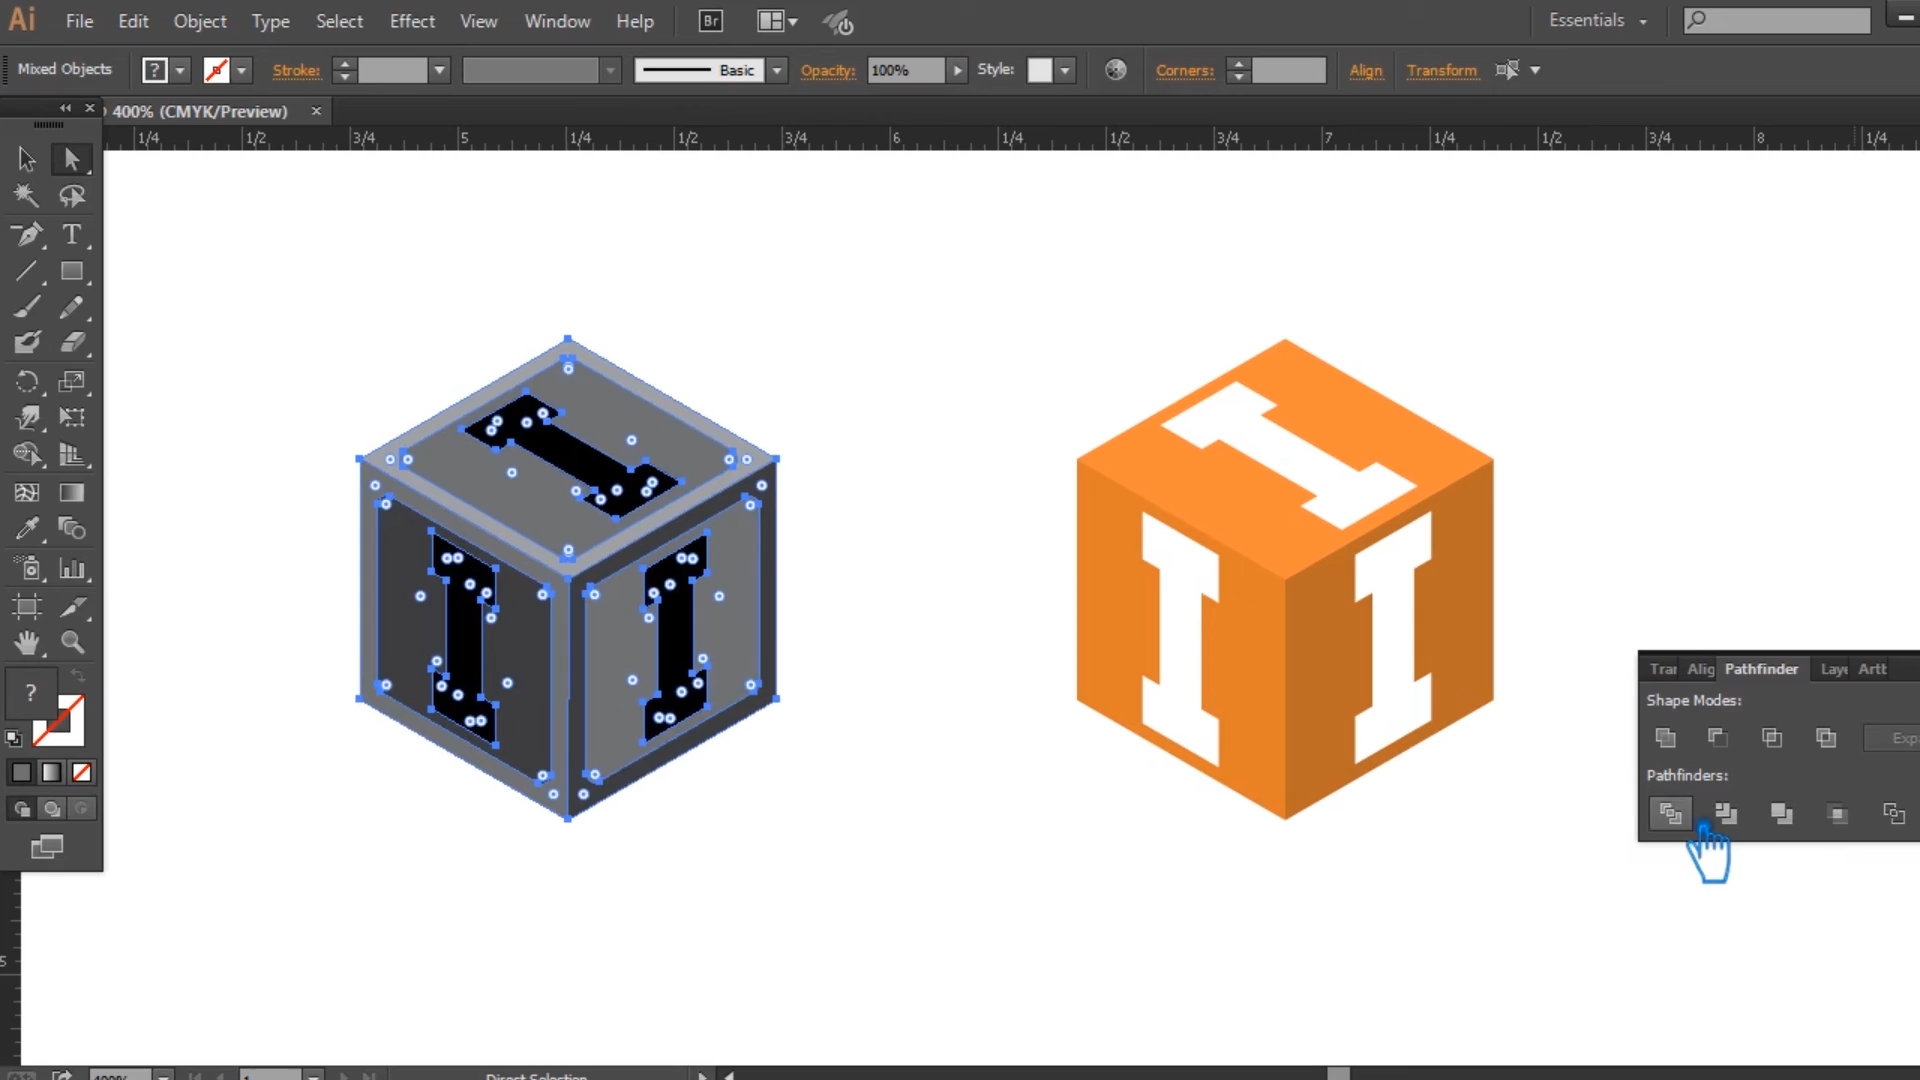 Ai File Edit Object Type Select Effect View Window Help Br Essentials
Mixed Objects ? Stroke: Basic Opacity: 100% Style: Corners: Align Transform
400% (CMYK/Preview) ×
1/4 1/2 3/4 5 1/4 1/2 3/4 6 1/4 1/2 3/4 7 1/4 1/2 3/4 8 1/4
T
I
I I
I
I I
?
Pathfinder
Shape Modes:
Pathfinders:
5
400% 1 Direct Selection